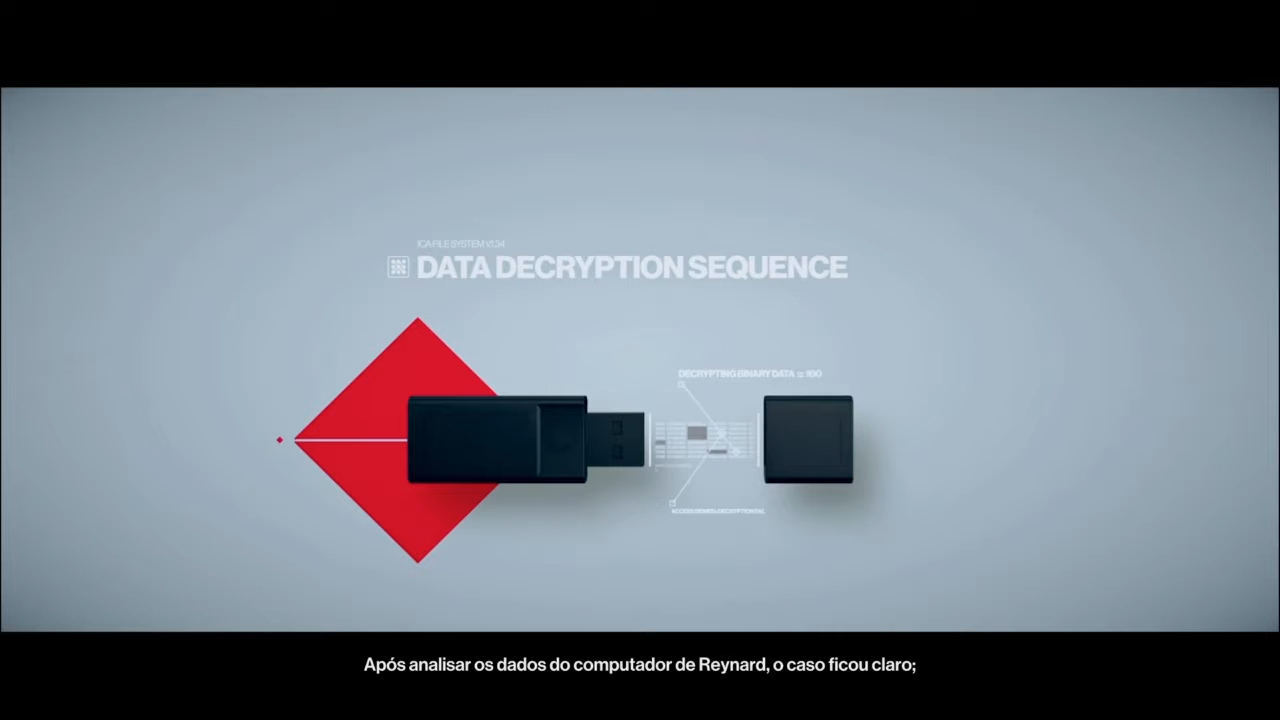 ICA FILE SYSTEM V1.34
DATA DECRYPTION SEQUENCE
DECRYPTING BINARY DATA
Após analisar os dados do computador de Reynard, o caso ficou claro;